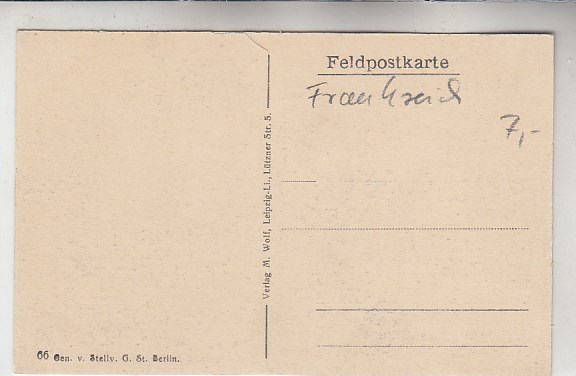 Feldpostkarte
Frankreich
7,-
Verlag M. Wolf, Leipzig-Li., Lützner Str. 5.
66 Gen. v. Stellv. G. St. Berlin.